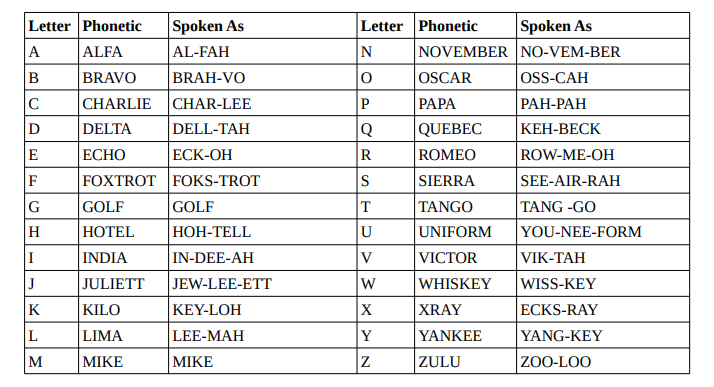 Letter Phonetic Spoken As Letter Phonetic Spoken As
A ALFA AL-FAH N NOVEMBER NO-VEM-BER
B BRAVO BRAH-VO O OSCAR OSS-CAH
C CHARLIE CHAR-LEE P PAPA PAH-PAH
D DELTA DELL-TAH Q QUEBEC KEH-BECK
E ECHO ECK-OH R ROMEO ROW-ME-OH
F FOXTROT FOKS-TROT S SIERRA SEE-AIR-RAH
G GOLF GOLF T TANGO TANG -GO
H HOTEL HOH-TELL U UNIFORM YOU-NEE-FORM
I INDIA IN-DEE-AH V VICTOR VIK-TAH
J JULIETT JEW-LEE-ETT W WHISKEY WISS-KEY
K KILO KEY-LOH X XRAY ECKS-RAY
L LIMA LEE-MAH Y YANKEE YANG-KEY
M MIKE MIKE Z ZULU ZOO-LOO